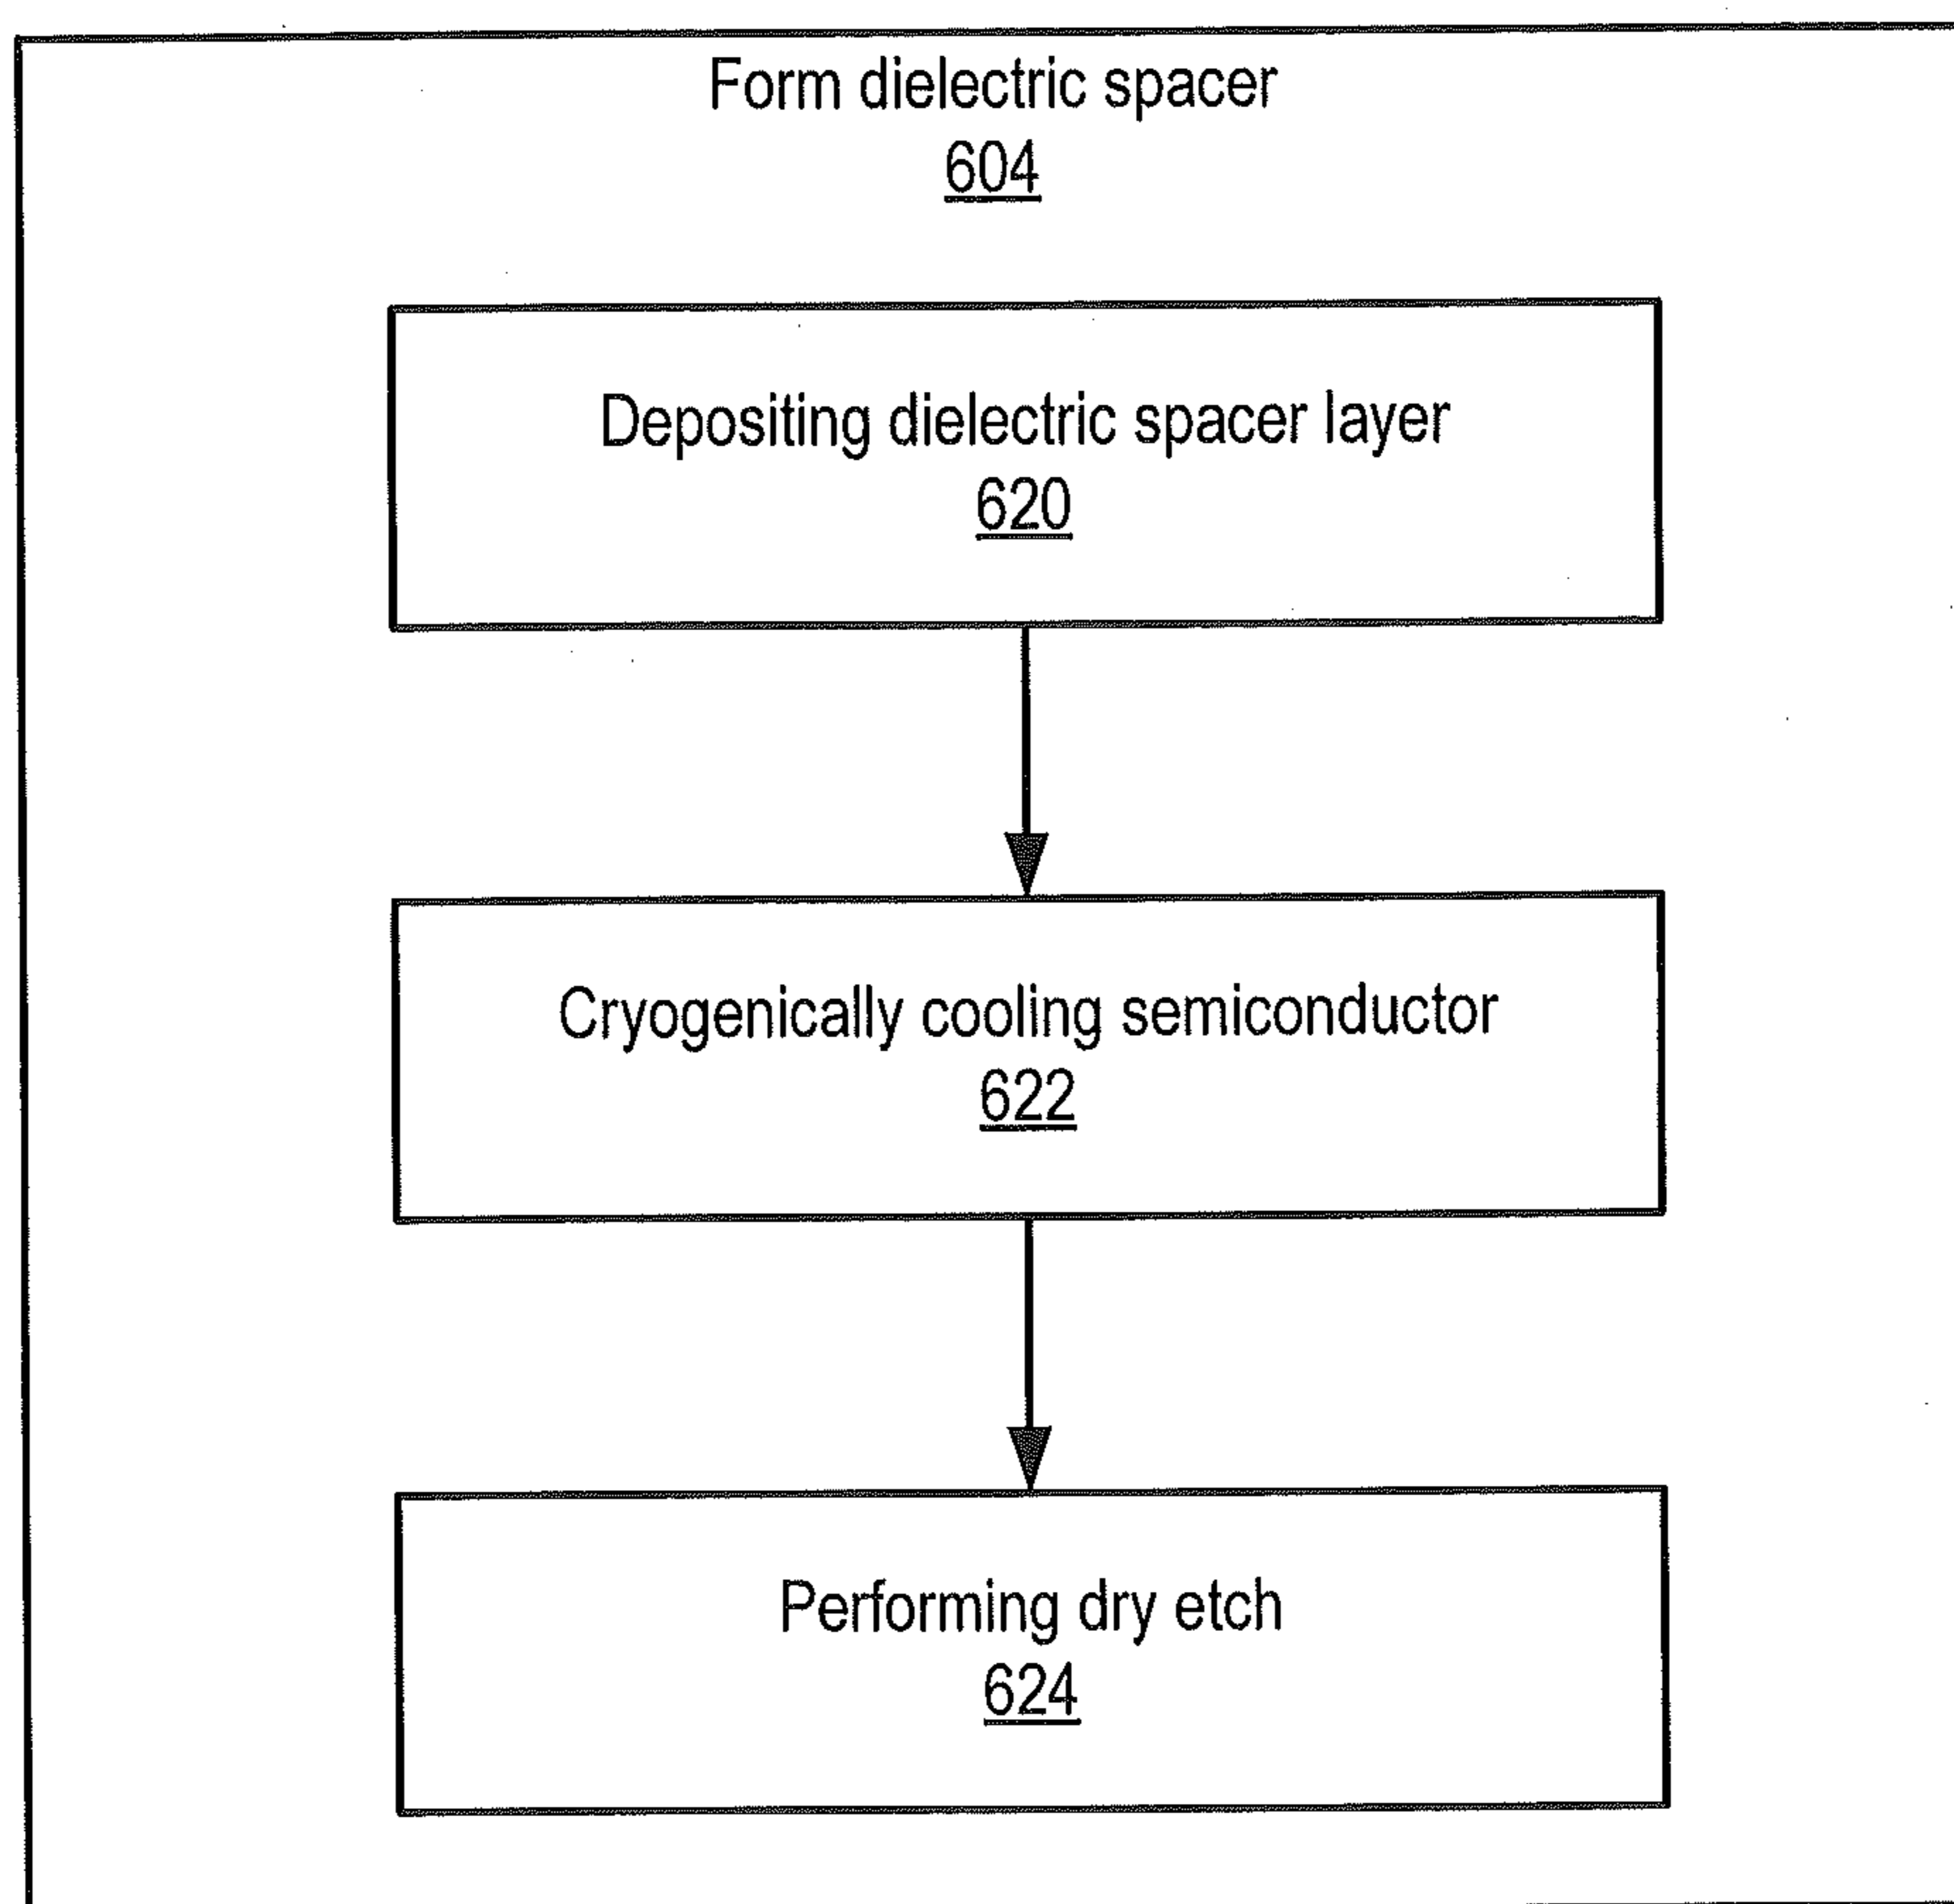 Form dielectric spacer
604
Depositing dielectric spacer layer
620
Cryogenically cooling semiconductor
622
Performing dry etch
624